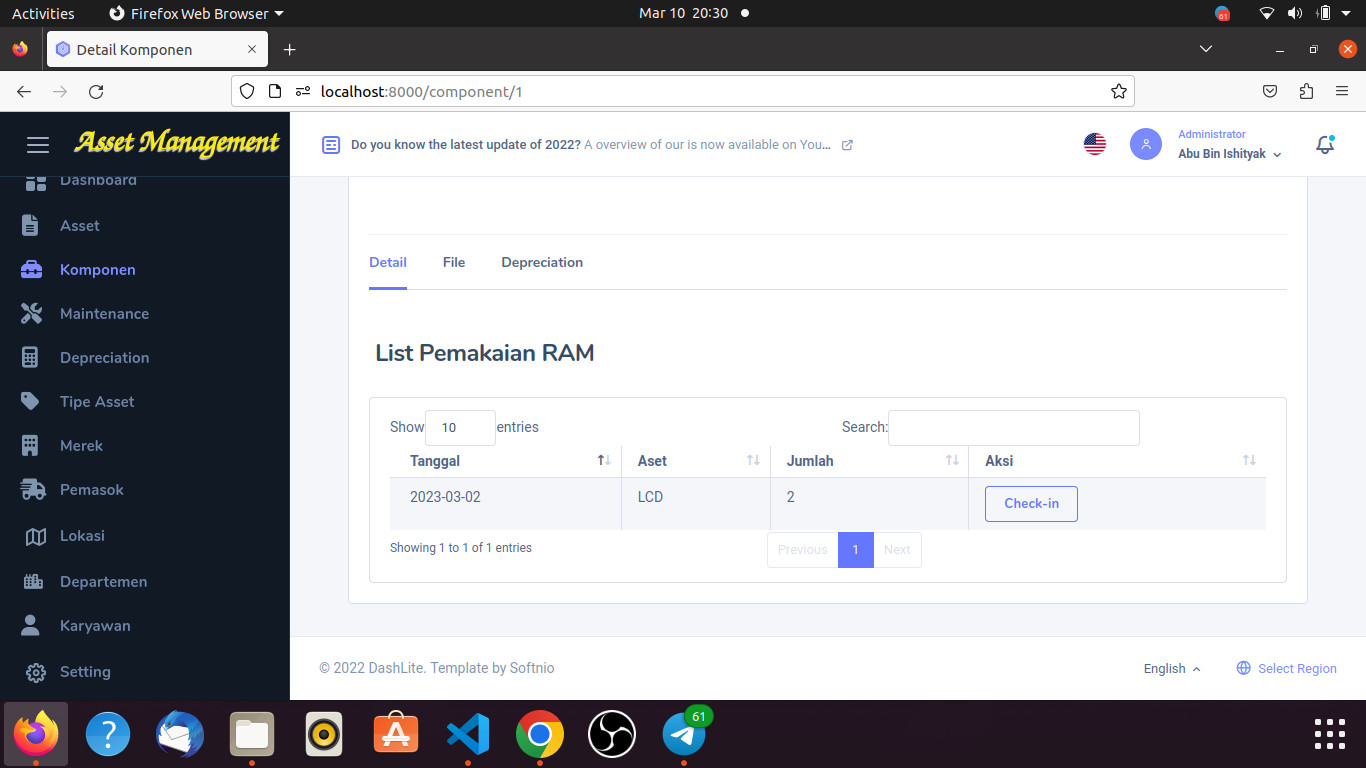 Activities Firefox Web Browser Mar 10 20:30 61
Detail Komponen
localhost:8000/component/1
Asset Management
Do you know the latest update of 2022? A overview of our is now available on You...
Administrator
Abu Bin Ishityak
Dashboard
Asset
Komponen
Maintenance
Depreciation
Tipe Asset
Merek
Pemasok
Lokasi
Departemen
Karyawan
Setting
Detail File Depreciation
List Pemakaian RAM
Show 10 entries Search:
Tanggal Aset Jumlah Aksi
2023-03-02 LCD 2 Check-in
Showing 1 to 1 of 1 entries Previous 1 Next
© 2022 DashLite. Template by Softnio English Select Region
61